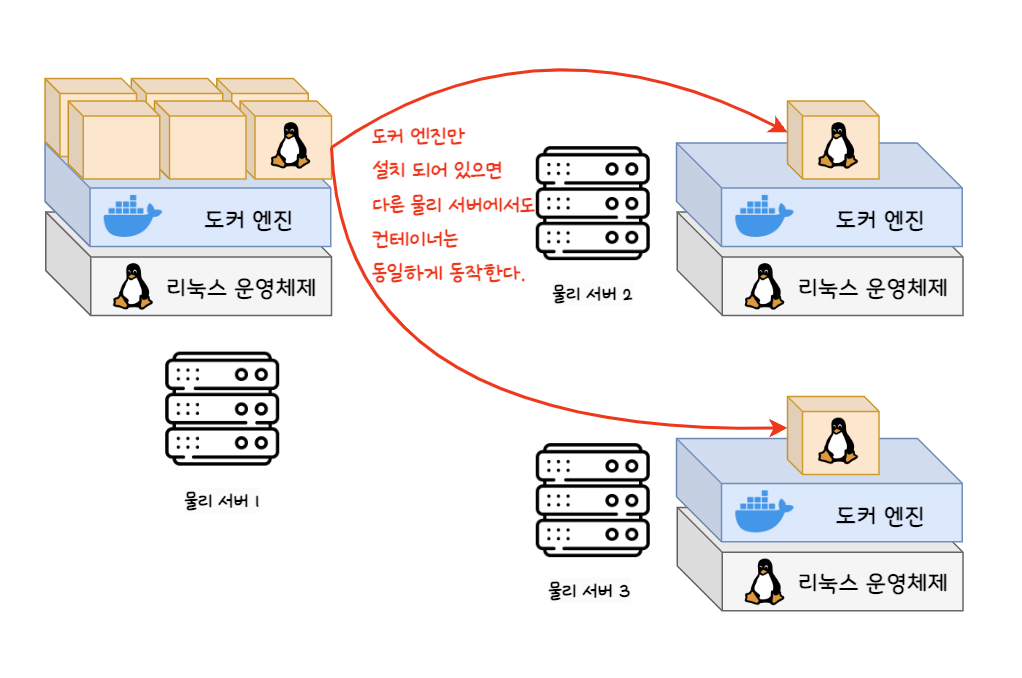 도커 엔진만
설치 되어 있으면
다른 물리 서버에서도
컨테이너는
동일하게 동작한다.
도커 엔진
리눅스 운영체제
물리 서버 1
물리 서버 2
도커 엔진
리눅스 운영체제
물리 서버 3
도커 엔진
리눅스 운영체제